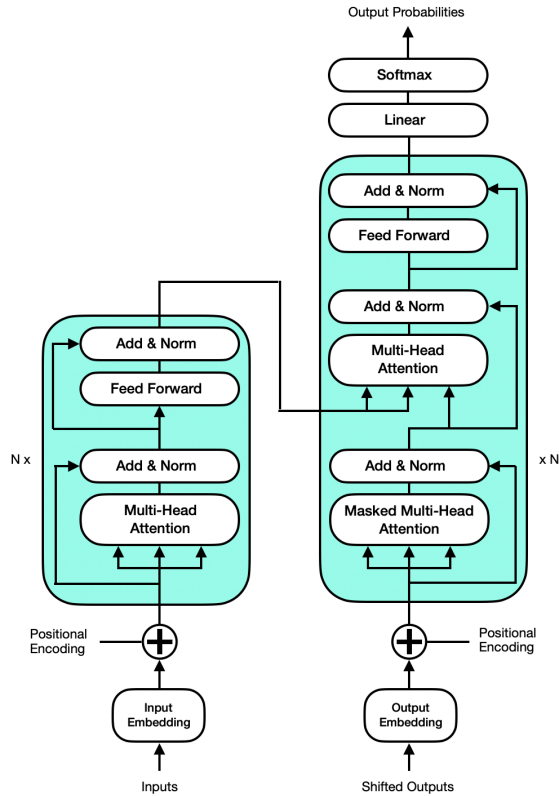 Output Probabilities
Softmax
Linear
Add & Norm
Feed Forward
Add & Norm
Multi-Head
Attention
Add & Norm
Masked Multi-Head
Attention
x N
Positional
Encoding
Output
Embedding
Shifted Outputs
Add & Norm
Feed Forward
N x
Add & Norm
Multi-Head
Attention
Positional
Encoding
Input
Embedding
Inputs